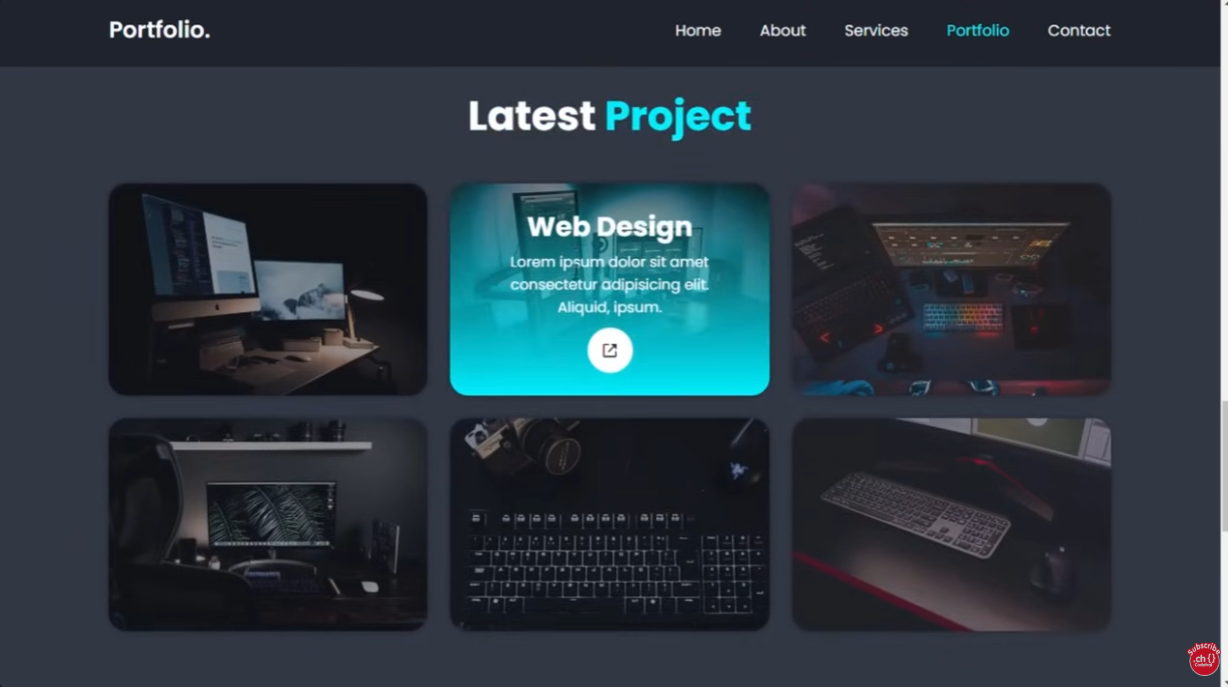 Portfolio.
Home About Services Portfolio Contact
Latest Project
Web Design
Lorem ipsum dolor sit amet
consectetur adipisicing elit.
Aliquid, ipsum.
Subscribe
.ch {}